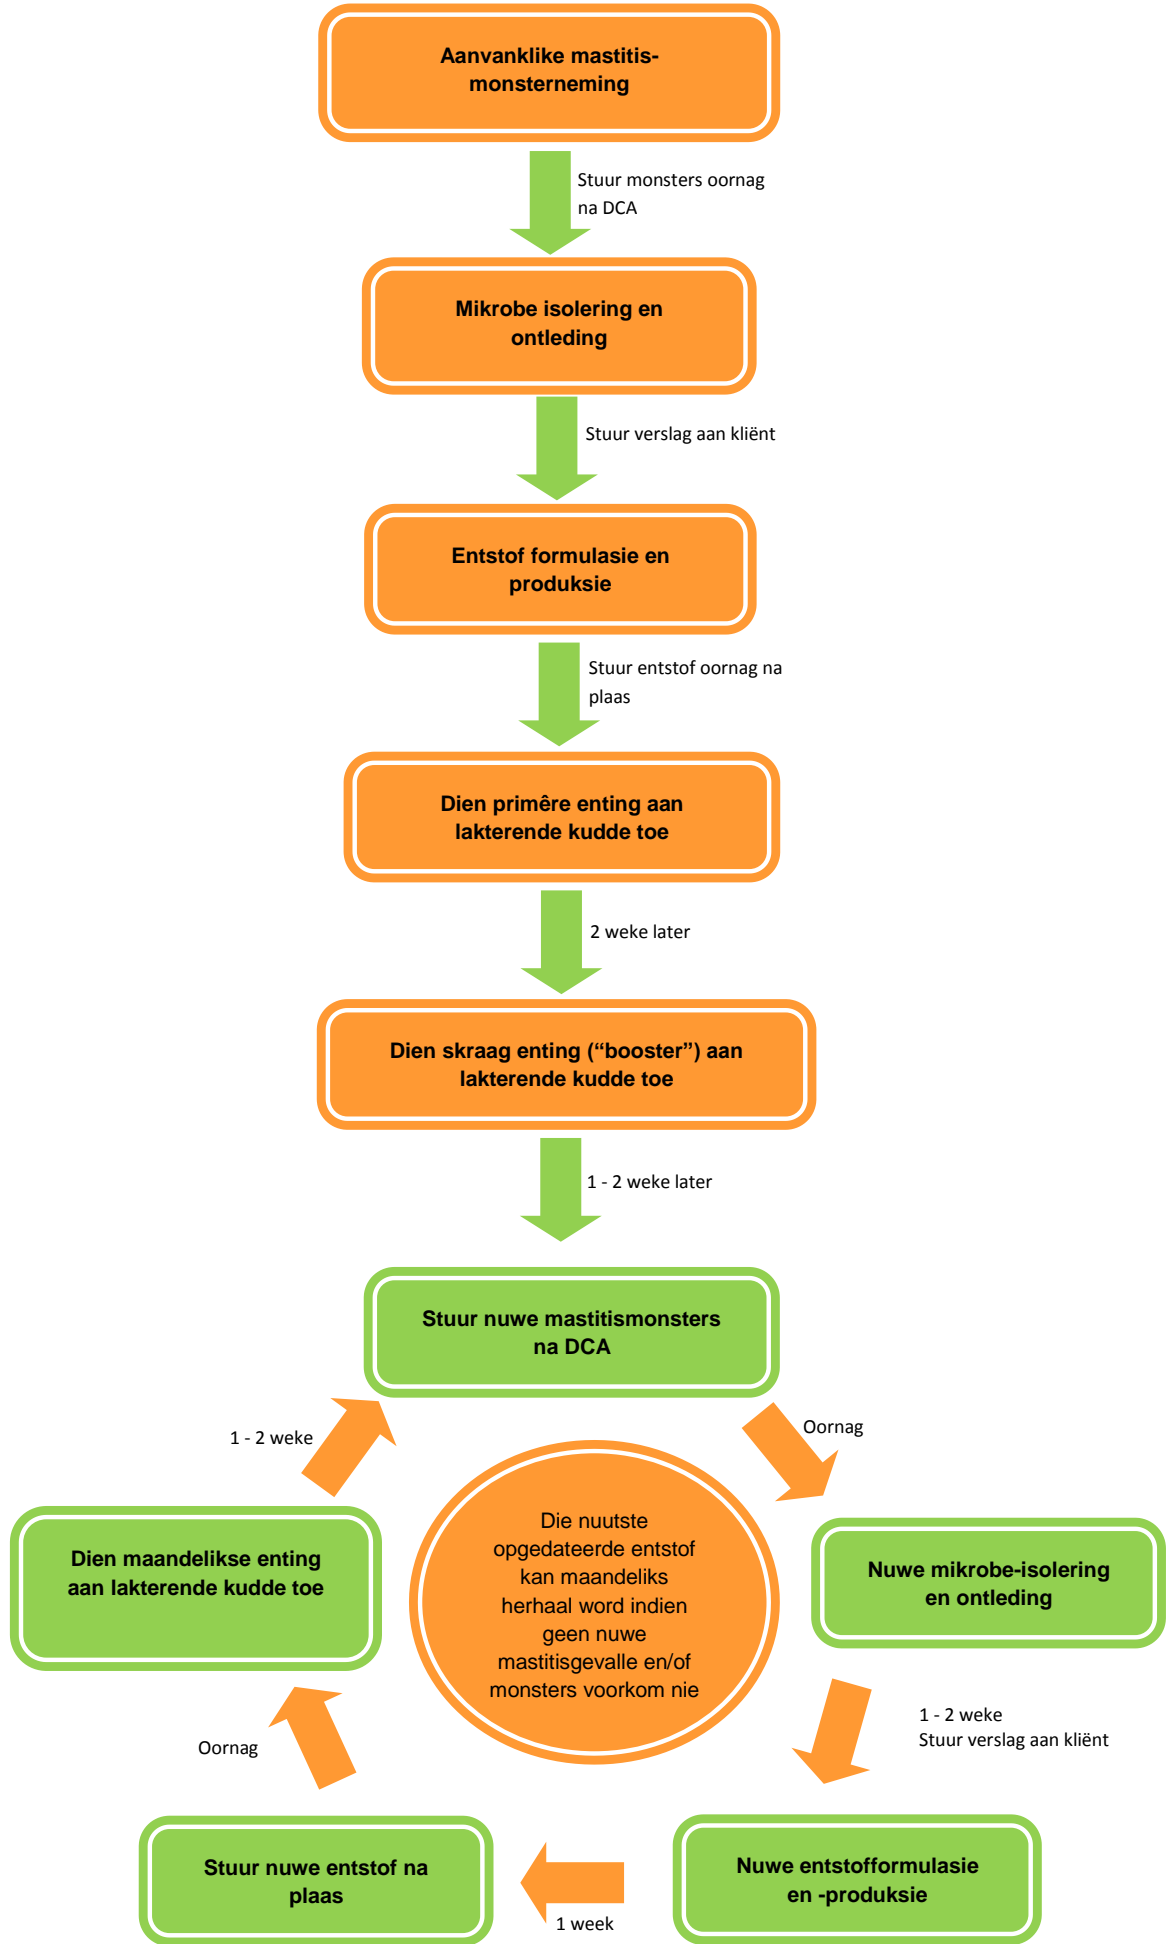 Aanvanklike mastitis-
monsterneming
Stuur monsters oornag
na DCA
Mikrobe isolering en
ontleding
Stuur verslag aan kliënt
Entstof formulasie en
produksie
Stuur entstof oornag na
plaas
Dien primêre enting aan
lakterende kudde toe
2 weke later
Dien skraag enting (“booster”) aan
lakterende kudde toe
1 - 2 weke later
Stuur nuwe mastitismonsters
na DCA
Oornag
Nuwe mikrobe-isolering
en ontleding
1 - 2 weke
Stuur verslag aan kliënt
Nuwe entstofformulasie
en -produksie
1 week
Stuur nuwe entstof na
plaas
Oornag
Dien maandelikse enting
aan lakterende kudde toe
1 - 2 weke
Die nuutste
opgedateerde entstof
kan maandeliks
herhaal word indien
geen nuwe
mastitisgevalle en/of
monsters voorkom nie